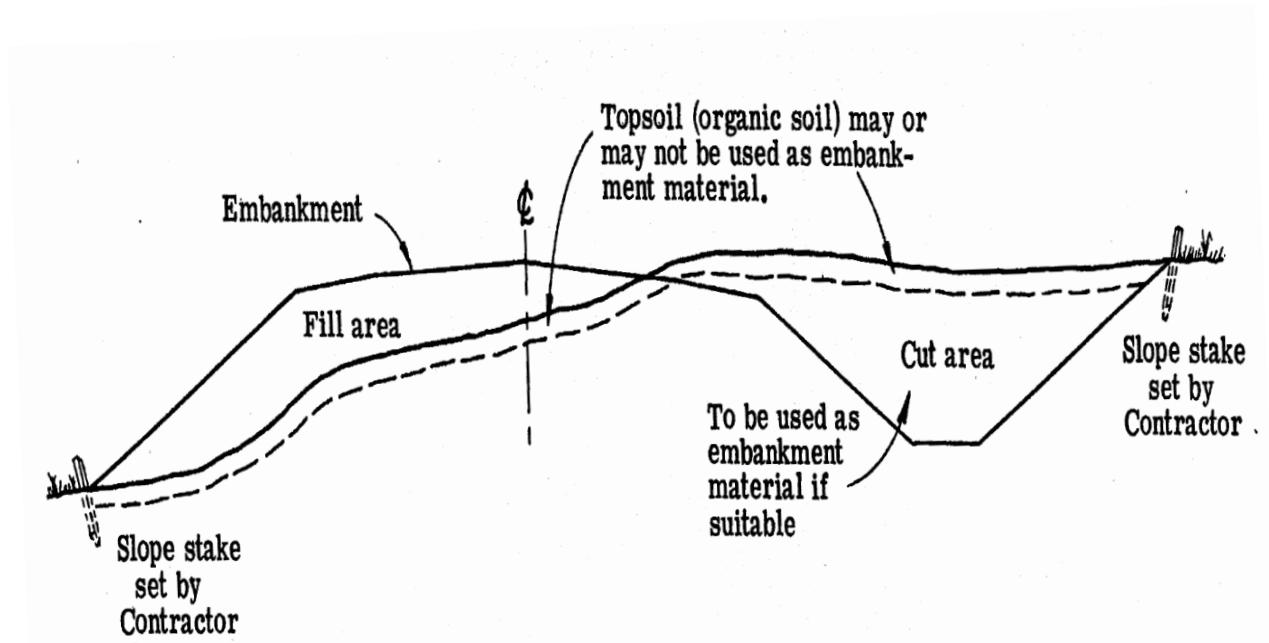 Topsoil (organic soil) may or
may not be used as embank-
ment material.
℄
Embankment
Fill area
Cut area
Slope stake
set by
Contractor
To be used as
embankment
material if
suitable
Slope stake
set by
Contractor